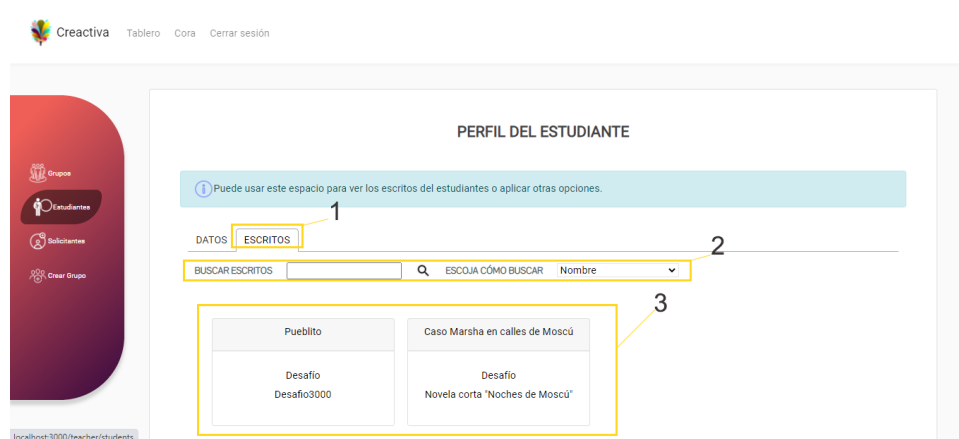 Creactiva Tablero Cora Cerrar sesión
PERFIL DEL ESTUDIANTE
Grupos
Estudiantes
Solicitantes
Crear Grupo
Puede usar este espacio para ver los escritos del estudiantes o aplicar otras opciones.
1
DATOS ESCRITOS
2
BUSCAR ESCRITOS ESCOJA CÓMO BUSCAR Nombre
3
Pueblito
Desafío
Desafio3000
Caso Marsha en calles de Moscú
Desafío
Novela corta "Noches de Moscú"
localhost:3000/teacher/students